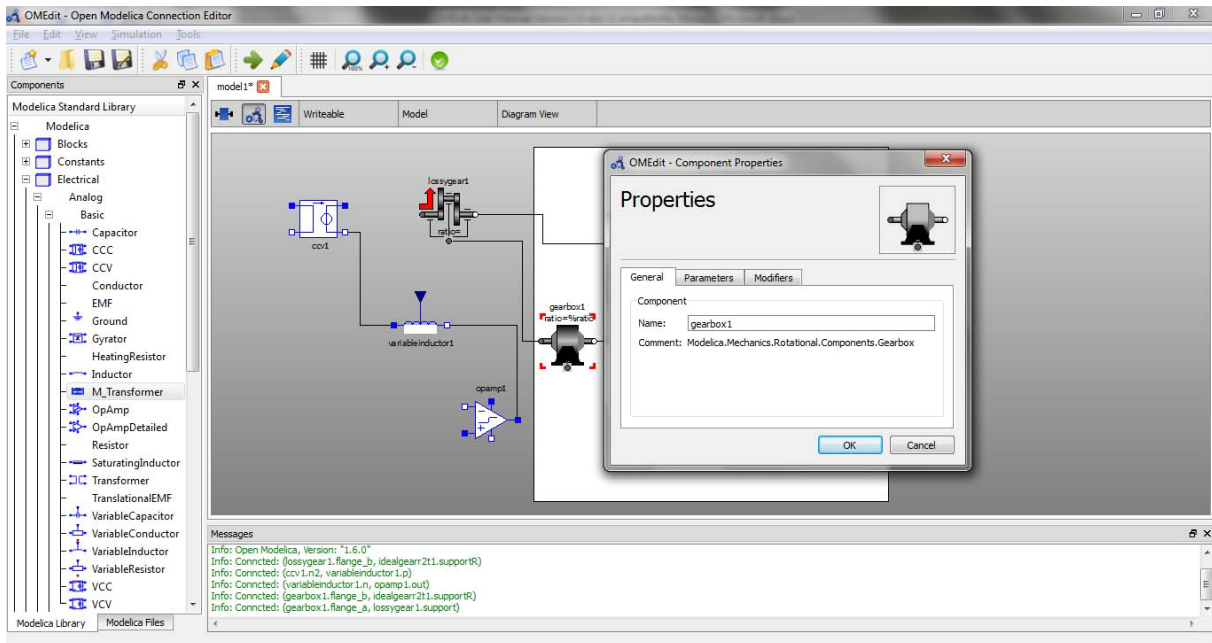 OMEdit - Open Modelica Connection Editor
File Edit View Simulation Tools
100%
Components
model1*
Modelica Standard Library
Writeable Model Diagram View
Modelica
Blocks
Constants
Electrical
Analog
Basic
Capacitor
CCC
CCV
Conductor
EMF
Ground
Gyrator
HeatingResistor
Inductor
M_Transformer
OpAmp
OpAmpDetailed
Resistor
SaturatingInductor
Transformer
TranslationalEMF
VariableCapacitor
VariableConductor
VariableInductor
VariableResistor
VCC
VCV
Modelica Library Modelica Files
lossygear1
ratio=
ccv1
variableinductor1
gearbox1
ratio=%ratio
opamp1
OMEdit - Component Properties
Properties
General Parameters Modifiers
Component
Name: gearbox1
Comment: Modelica.Mechanics.Rotational.Components.Gearbox
OK Cancel
Messages
Info: Open Modelica, Version: "1.6.0"
Info: Conncted: (lossygear1.flange_b, idealgearr2t1.supportR)
Info: Conncted: (ccv1.n2, variableinductor1.p)
Info: Conncted: (variableinductor1.n, opamp1.out)
Info: Conncted: (gearbox1.flange_b, idealgearr2t1.supportR)
Info: Conncted: (gearbox1.flange_a, lossygear1.support)